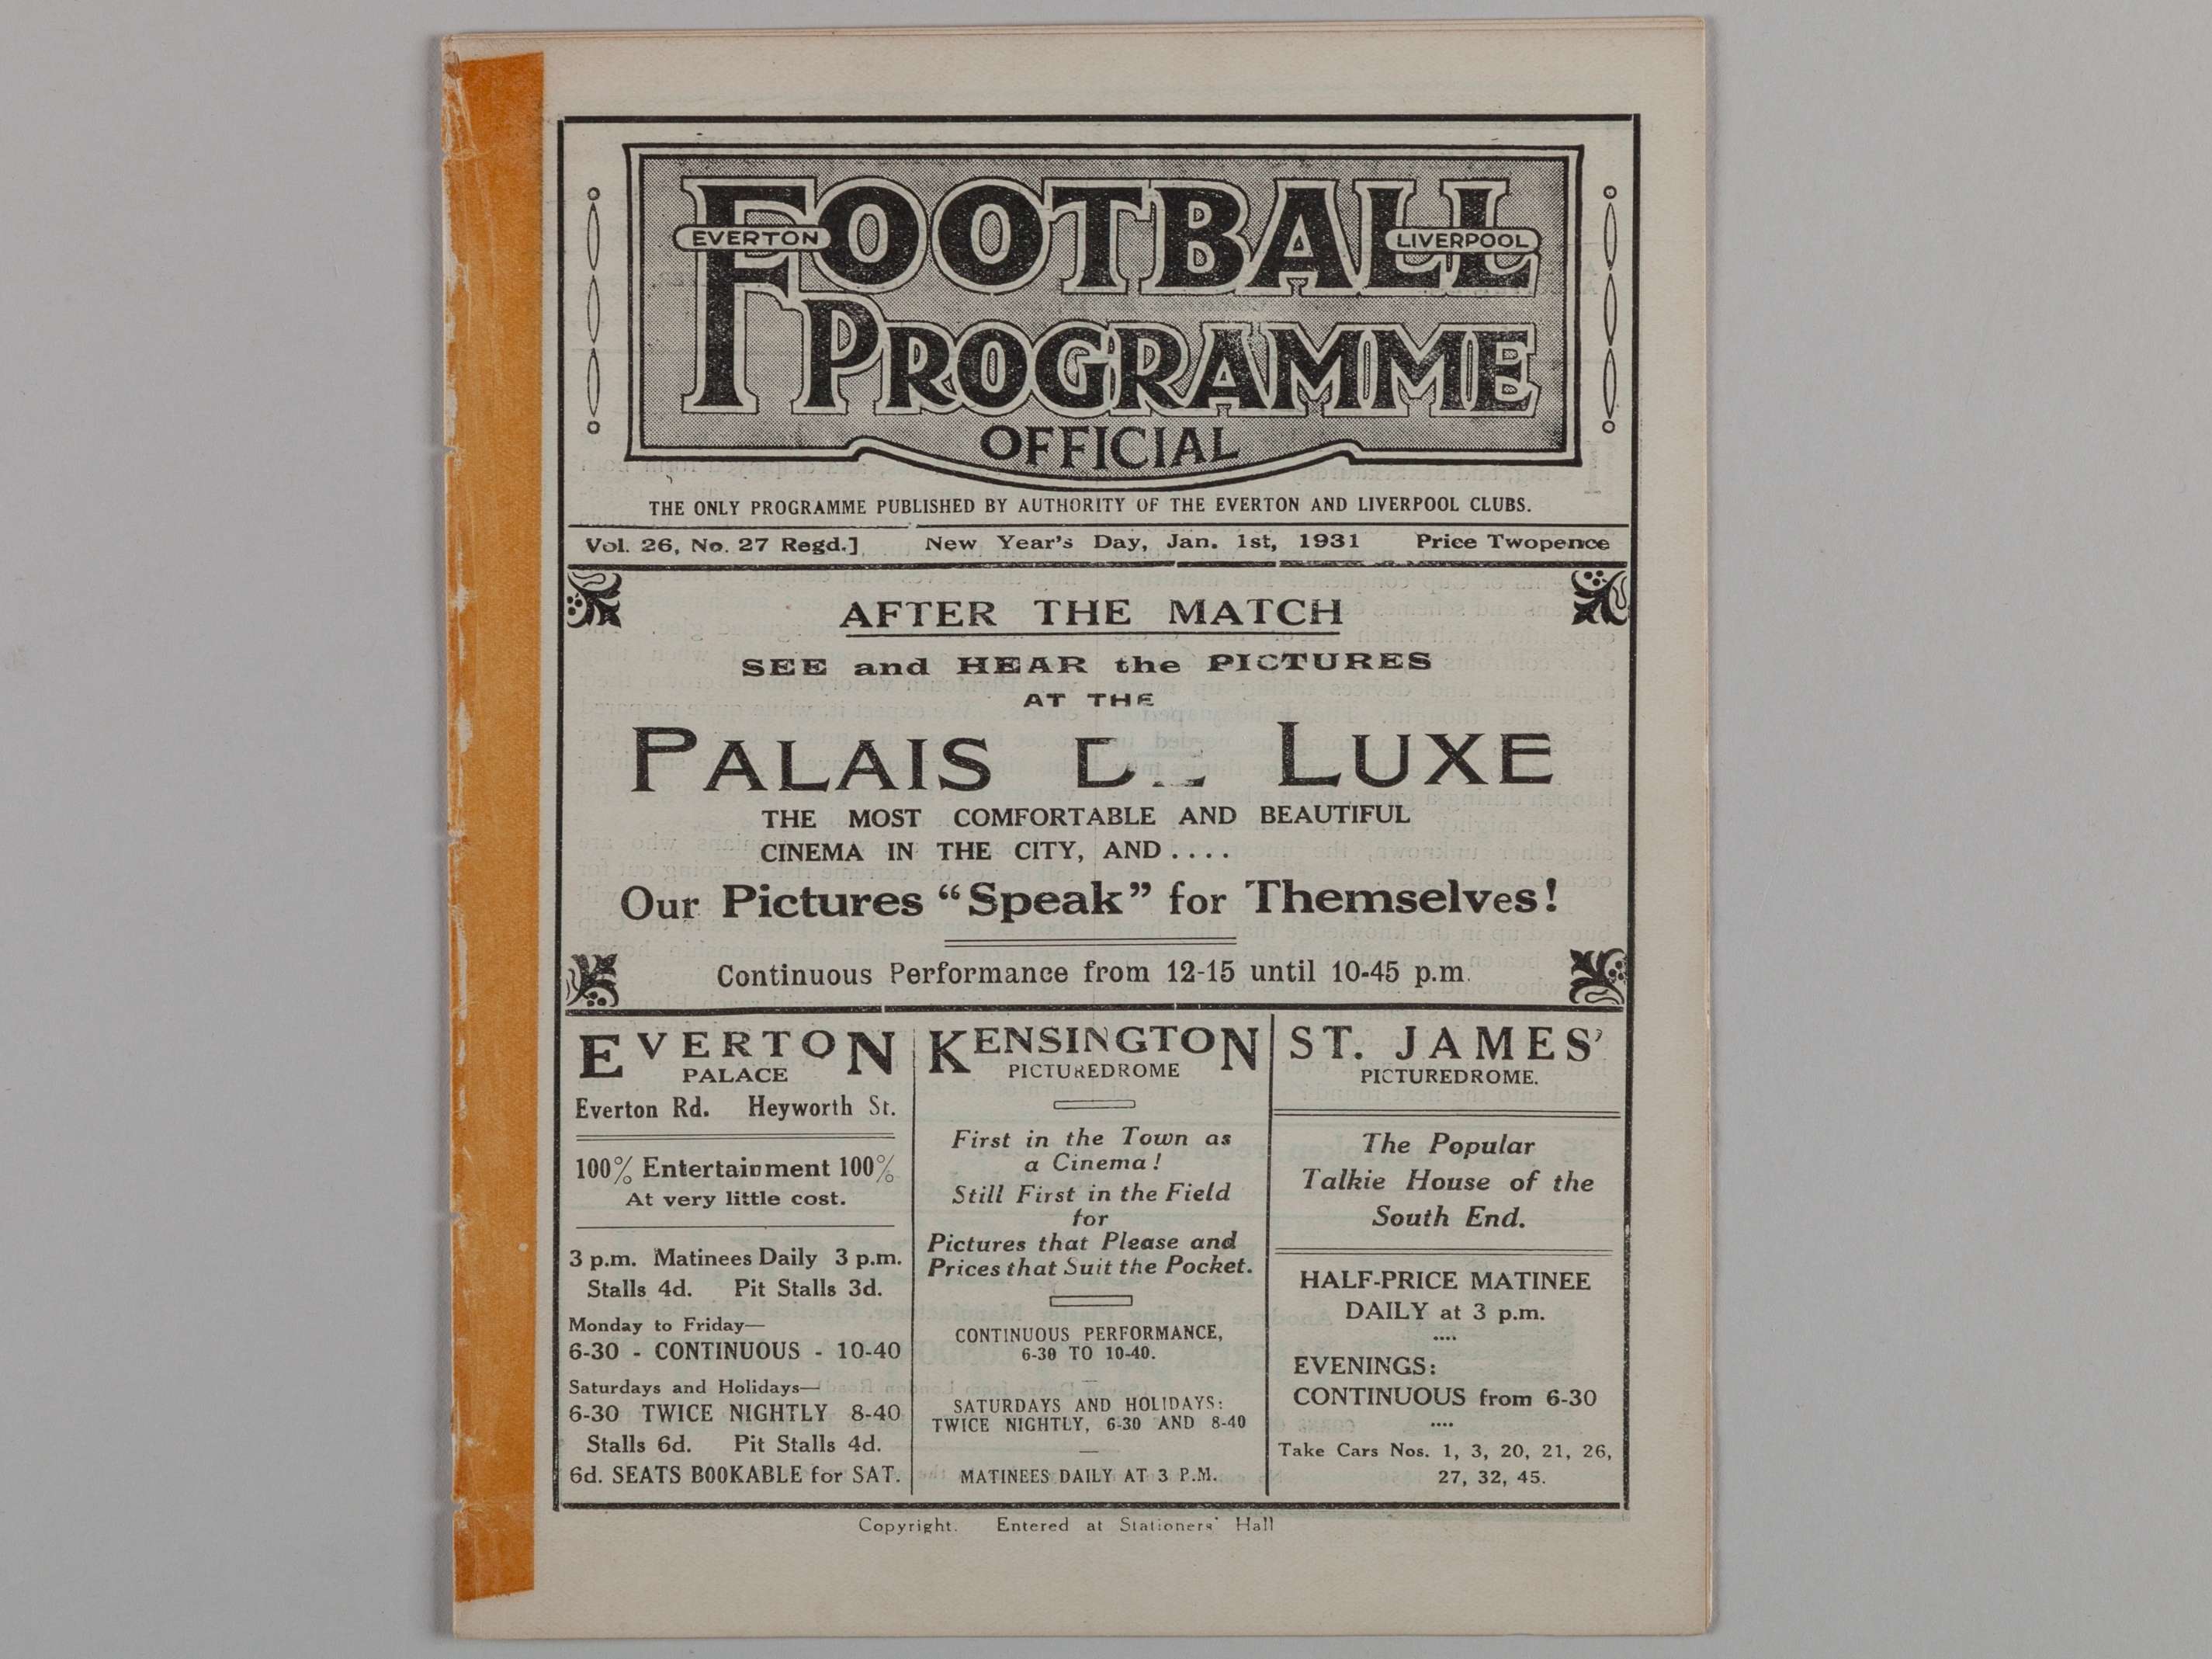 FOOTBALL
EVERTON
LIVERPOOL
PROGRAMME
OFFICIAL
THE ONLY PROGRAMME PUBLISHED BY AUTHORITY OF THE EVERTON AND LIVERPOOL CLUBS.
Vol. 26, No. 27 Regd.] New Year's Day, Jan. 1st, 1931 Price Twopence
AFTER THE MATCH
SEE and HEAR the PICTURES
AT THE
PALAIS DE LUXE
THE MOST COMFORTABLE AND BEAUTIFUL
CINEMA IN THE CITY, AND....
Our Pictures "Speak" for Themselves!
Continuous Performance from 12-15 until 10-45 p.m.
EVERTON
PALACE
Everton Rd. Heyworth St.
100% Entertainment 100%
At very little cost.
3 p.m. Matinees Daily 3 p.m.
Stalls 4d. Pit Stalls 3d.
Monday to Friday—
6-30 - CONTINUOUS - 10-40
Saturdays and Holidays—
6-30 TWICE NIGHTLY 8-40
Stalls 6d. Pit Stalls 4d.
6d. SEATS BOOKABLE for SAT.
KENSINGTON
PICTUREDROME
First in the Town as
a Cinema!
Still First in the Field
for
Pictures that Please and
Prices that Suit the Pocket.
CONTINUOUS PERFORMANCE,
6-30 TO 10-40.
SATURDAYS AND HOLIDAYS:
TWICE NIGHTLY, 6-30 AND 8-40
MATINEES DAILY AT 3 P.M.
ST. JAMES'
PICTUREDROME.
The Popular
Talkie House of the
South End.
HALF-PRICE MATINEE
DAILY at 3 p.m.
....
EVENINGS:
CONTINUOUS from 6-30
....
Take Cars Nos. 1, 3, 20, 21, 26,
27, 32, 45.
Copyright. Entered at Stationers' Hall